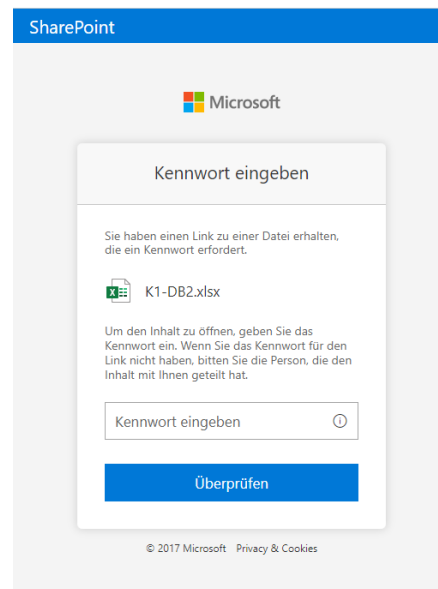 SharePoint
Microsoft
Kennwort eingeben
Sie haben einen Link zu einer Datei erhalten,
die ein Kennwort erfordert.
K1-DB2.xlsx
Um den Inhalt zu öffnen, geben Sie das
Kennwort ein. Wenn Sie das Kennwort für den
Link nicht haben, bitten Sie die Person, die den
Inhalt mit Ihnen geteilt hat.
Kennwort eingeben
Überprüfen
© 2017 Microsoft Privacy & Cookies